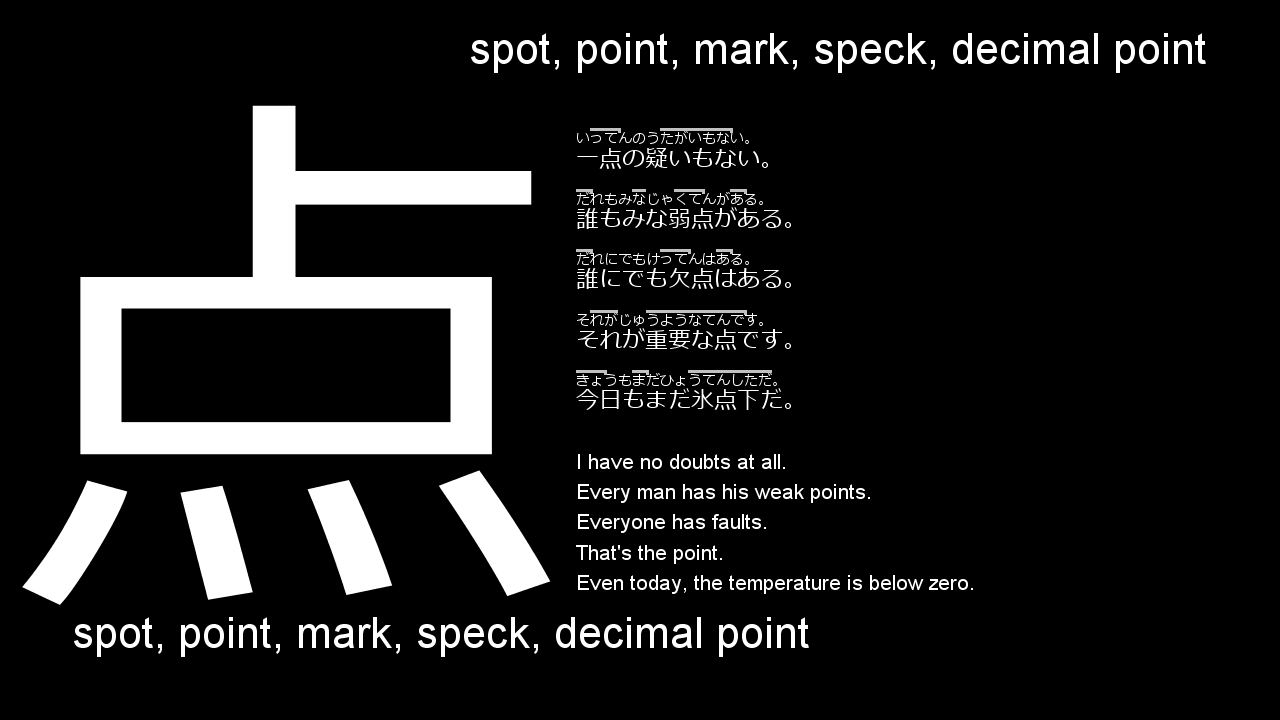 spot, point, mark, speck, decimal point
点
いってんのうたがいもない。
一点の疑いもない。
だれもみなじゃくてんがある。
誰もみな弱点がある。
だれにでもけってんはある。
誰にでも欠点はある。
それがじゅうようなてんです。
それが重要な点です。
きょうもまだひょうてんしただ。
今日もまだ氷点下だ。
I have no doubts at all.
Every man has his weak points.
Everyone has faults.
That's the point.
Even today, the temperature is below zero.
spot, point, mark, speck, decimal point